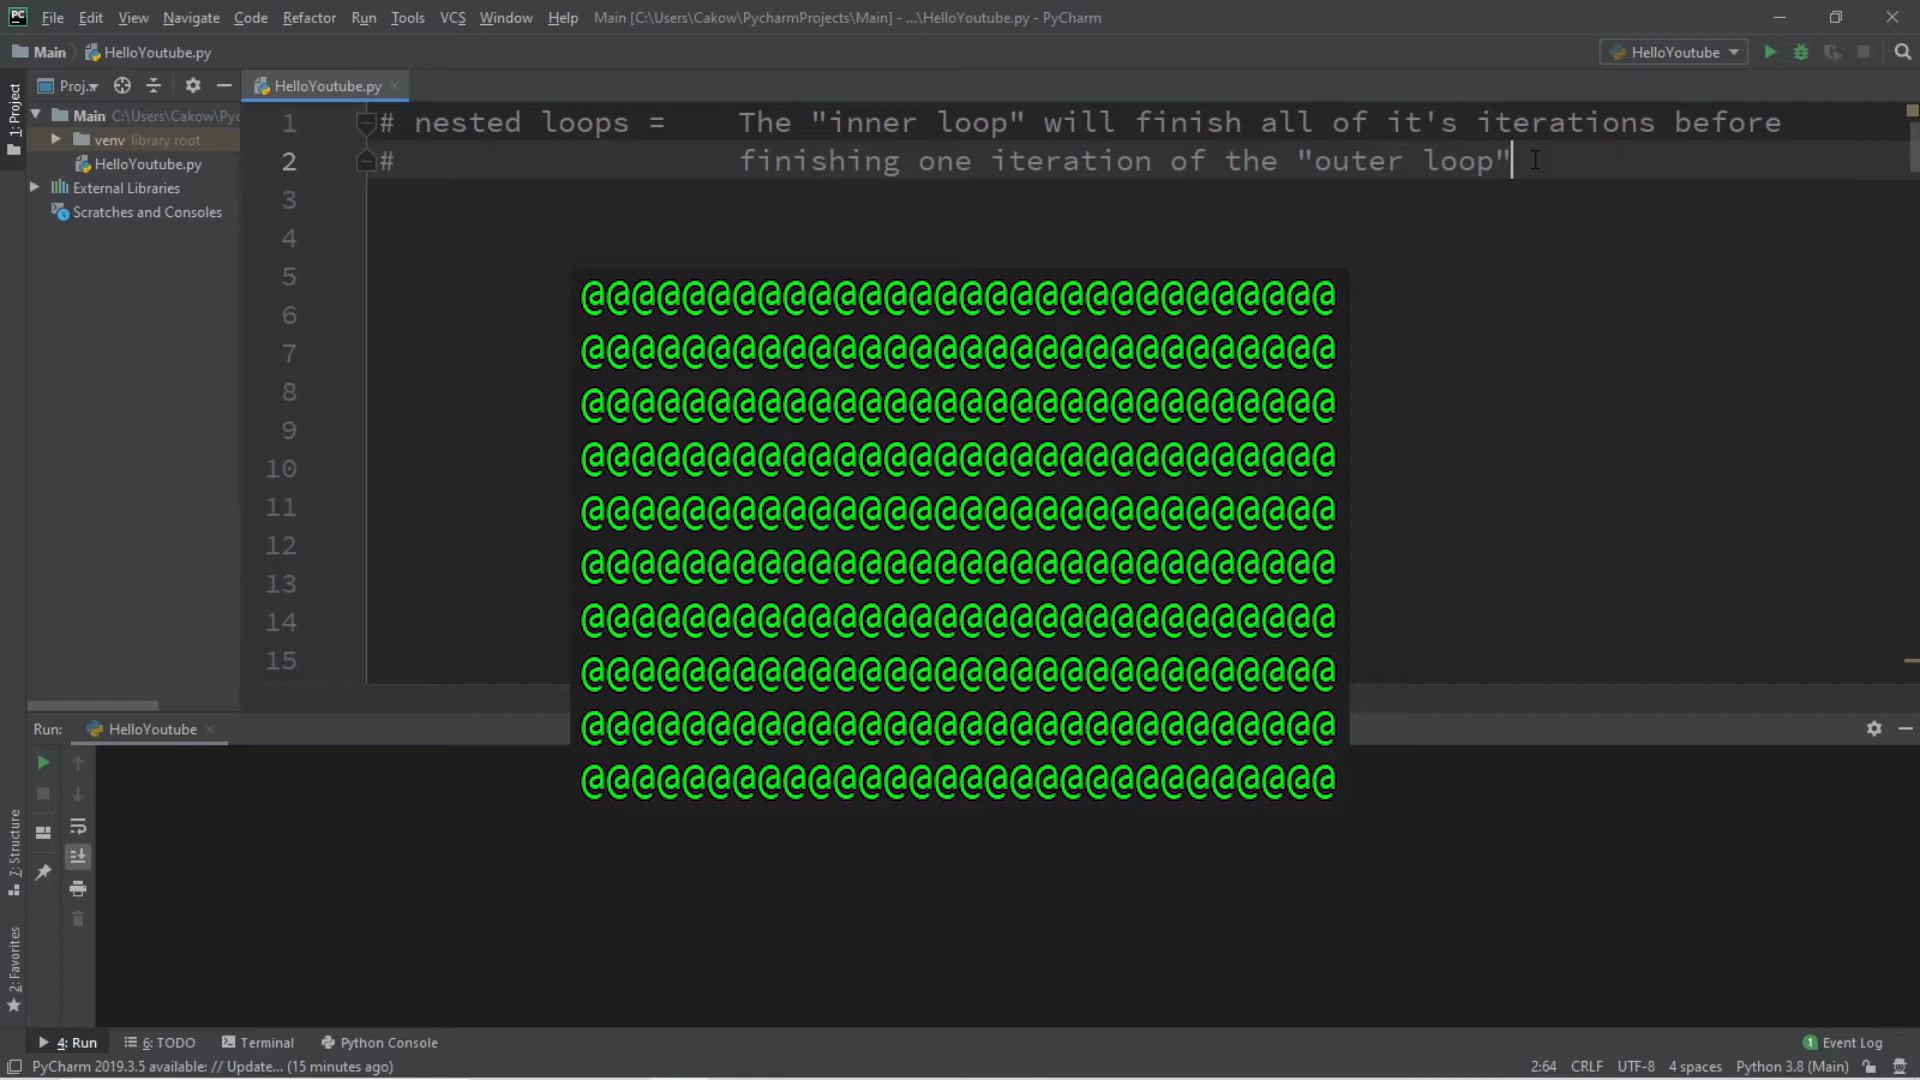 PC File Edit View Navigate Code Refactor Run Tools VCS Window Help Main [C:\Users\Cakow\PycharmProjects\Main] - ...\HelloYoutube.py - PyCharm
Main HelloYoutube.py HelloYoutube
1: Project Proj... HelloYoutube.py
Main C:\Users\Cakow\Pyc
venv library root
HelloYoutube.py
External Libraries
Scratches and Consoles
1 # nested loops = The "inner loop" will finish all of it's iterations before
2 # finishing one iteration of the "outer loop"
3
4
5
6
7
8
9
10
11
12
13
14
15
@@@@@@@@@@@@@@@@@@@@@@@@@@@@@@
@@@@@@@@@@@@@@@@@@@@@@@@@@@@@@
@@@@@@@@@@@@@@@@@@@@@@@@@@@@@@
@@@@@@@@@@@@@@@@@@@@@@@@@@@@@@
@@@@@@@@@@@@@@@@@@@@@@@@@@@@@@
@@@@@@@@@@@@@@@@@@@@@@@@@@@@@@
@@@@@@@@@@@@@@@@@@@@@@@@@@@@@@
@@@@@@@@@@@@@@@@@@@@@@@@@@@@@@
@@@@@@@@@@@@@@@@@@@@@@@@@@@@@@
@@@@@@@@@@@@@@@@@@@@@@@@@@@@@@
Run: HelloYoutube
7: Structure
2: Favorites
4: Run 6: TODO Terminal Python Console 1 Event Log
PyCharm 2019.3.5 available: // Update... (15 minutes ago) 2:64 CRLF UTF-8 4 spaces Python 3.8 (Main)